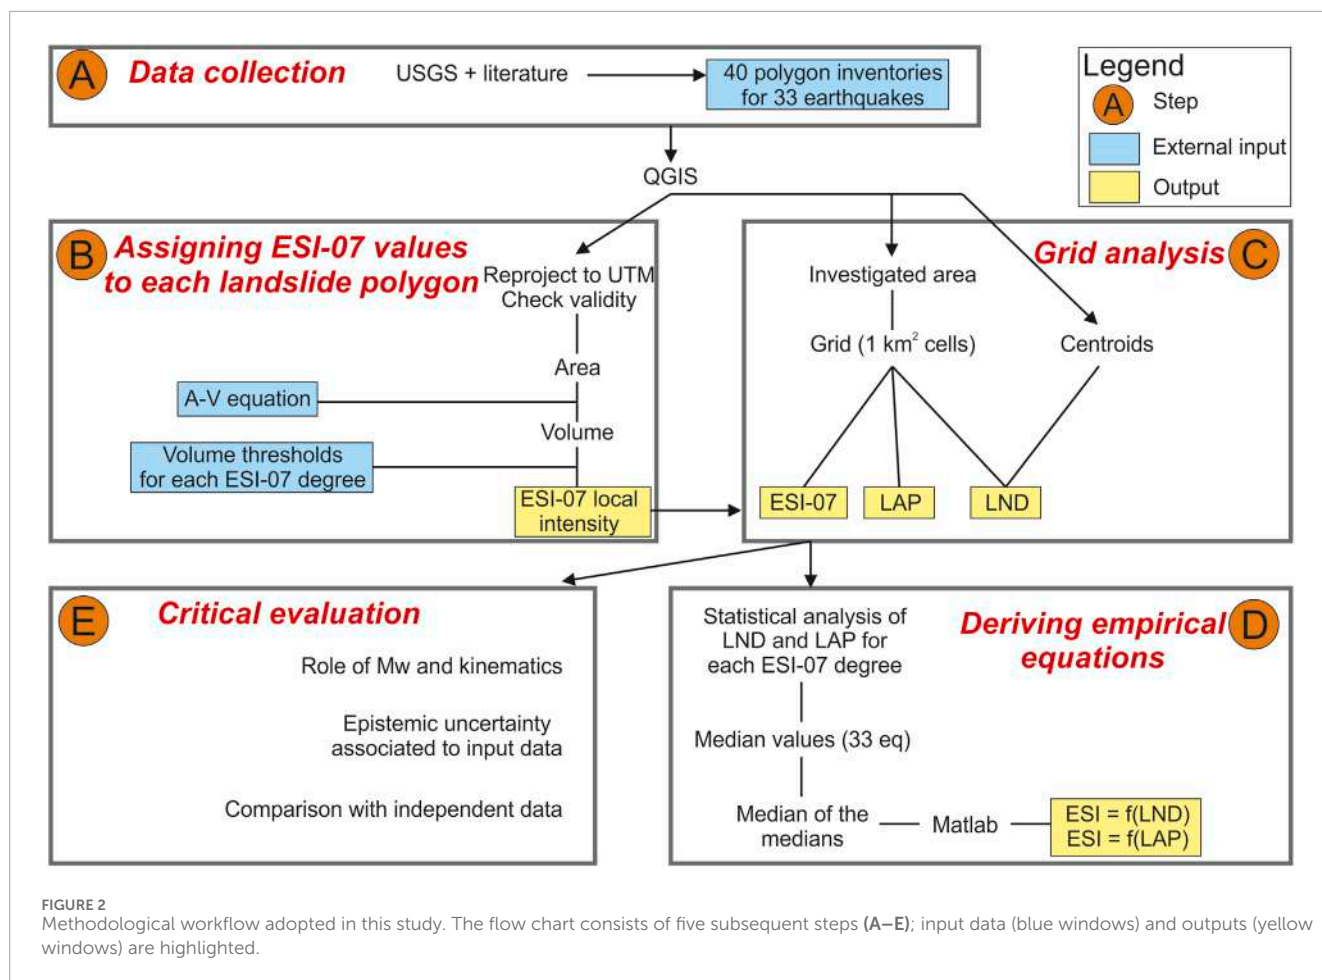 A
Data collection
USGS + literature
40 polygon inventories
for 33 earthquakes
Legend
A
Step
External input
Output
QGIS
B
Assigning ESI-07 values
to each landslide polygon
Reproject to UTM
Check validity
Area
A-V equation
Volume
Volume thresholds
for each ESI-07 degree
ESI-07 local
intensity
Grid analysis
C
Investigated area
Grid (1 km² cells)
Centroids
ESI-07
LAP
LND
E
Critical evaluation
Role of Mw and kinematics
Epistemic uncertainty
associated to input data
Comparison with independent data
Statistical analysis of
LND and LAP for
each ESI-07 degree
Deriving empirical
equations
D
Median values (33 eq)
Median of the
medians
Matlab
ESI = f(LND)
ESI = f(LAP)
FIGURE 2
Methodological workflow adopted in this study. The flow chart consists of five subsequent steps (A–E); input data (blue windows) and outputs (yellow
windows) are highlighted.